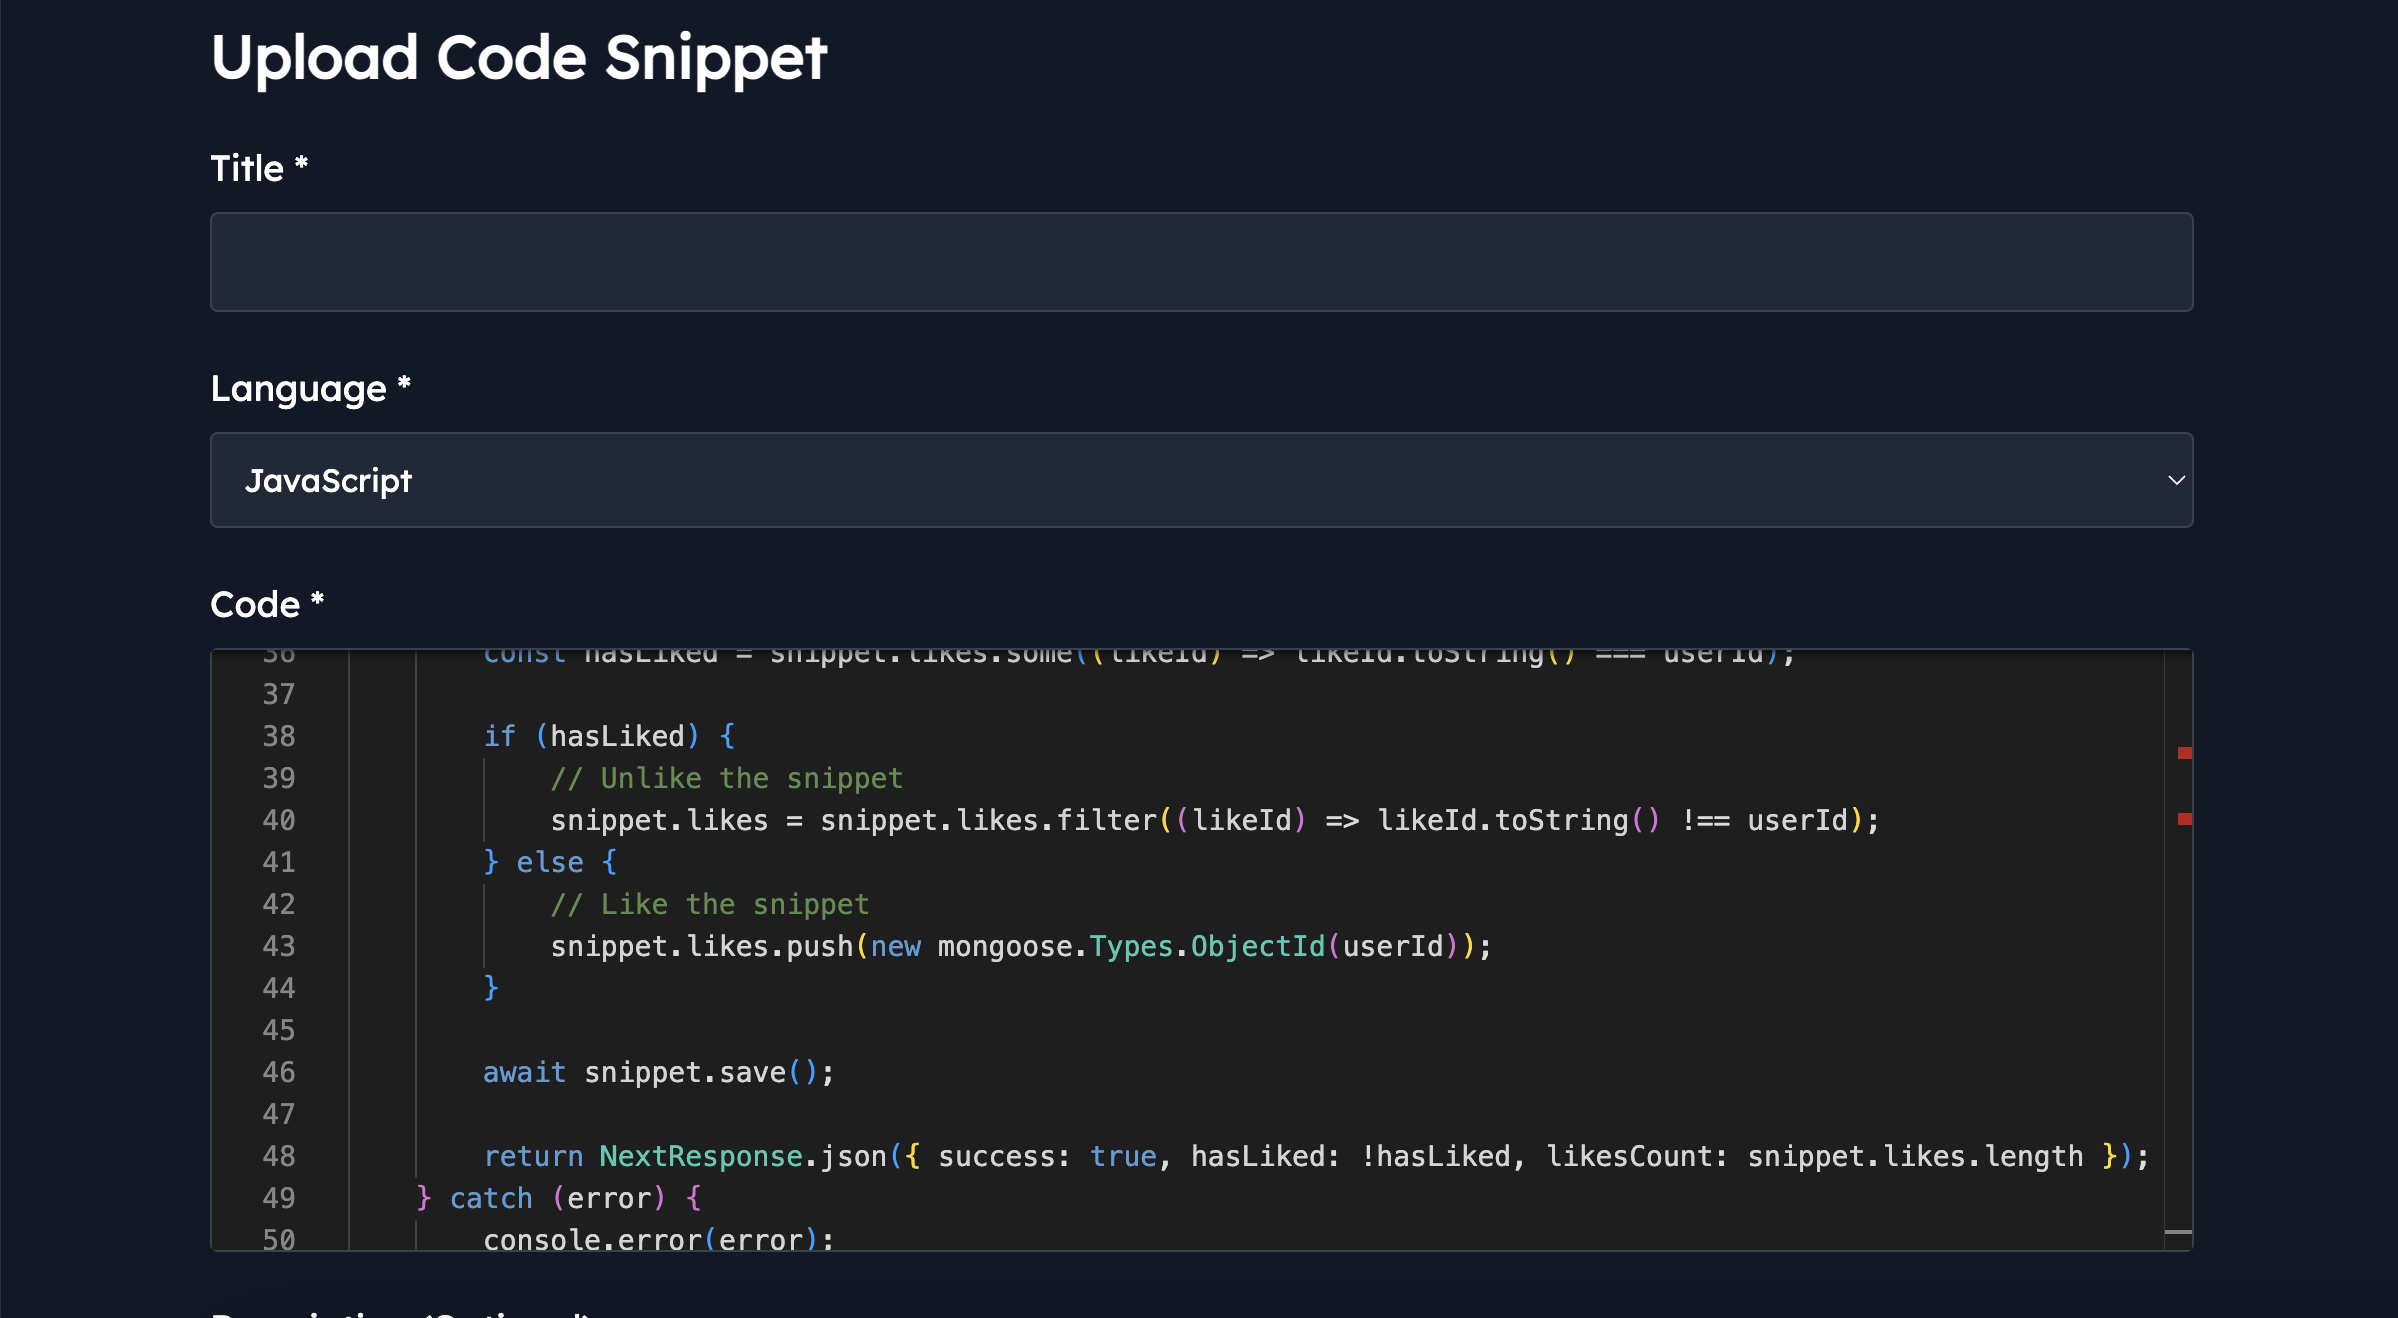 Upload Code Snippet
Title *
Language *
JavaScript
Code *
36 const hasLiked = snippet.likes.some((likeId) => likeId.toString() === userId);
37
38 if (hasLiked) {
39 // Unlike the snippet
40 snippet.likes = snippet.likes.filter((likeId) => likeId.toString() !== userId);
41 } else {
42 // Like the snippet
43 snippet.likes.push(new mongoose.Types.ObjectId(userId));
44 }
45
46 await snippet.save();
47
48 return NextResponse.json({ success: true, hasLiked: !hasLiked, likesCount: snippet.likes.length });
49 } catch (error) {
50 console.error(error);